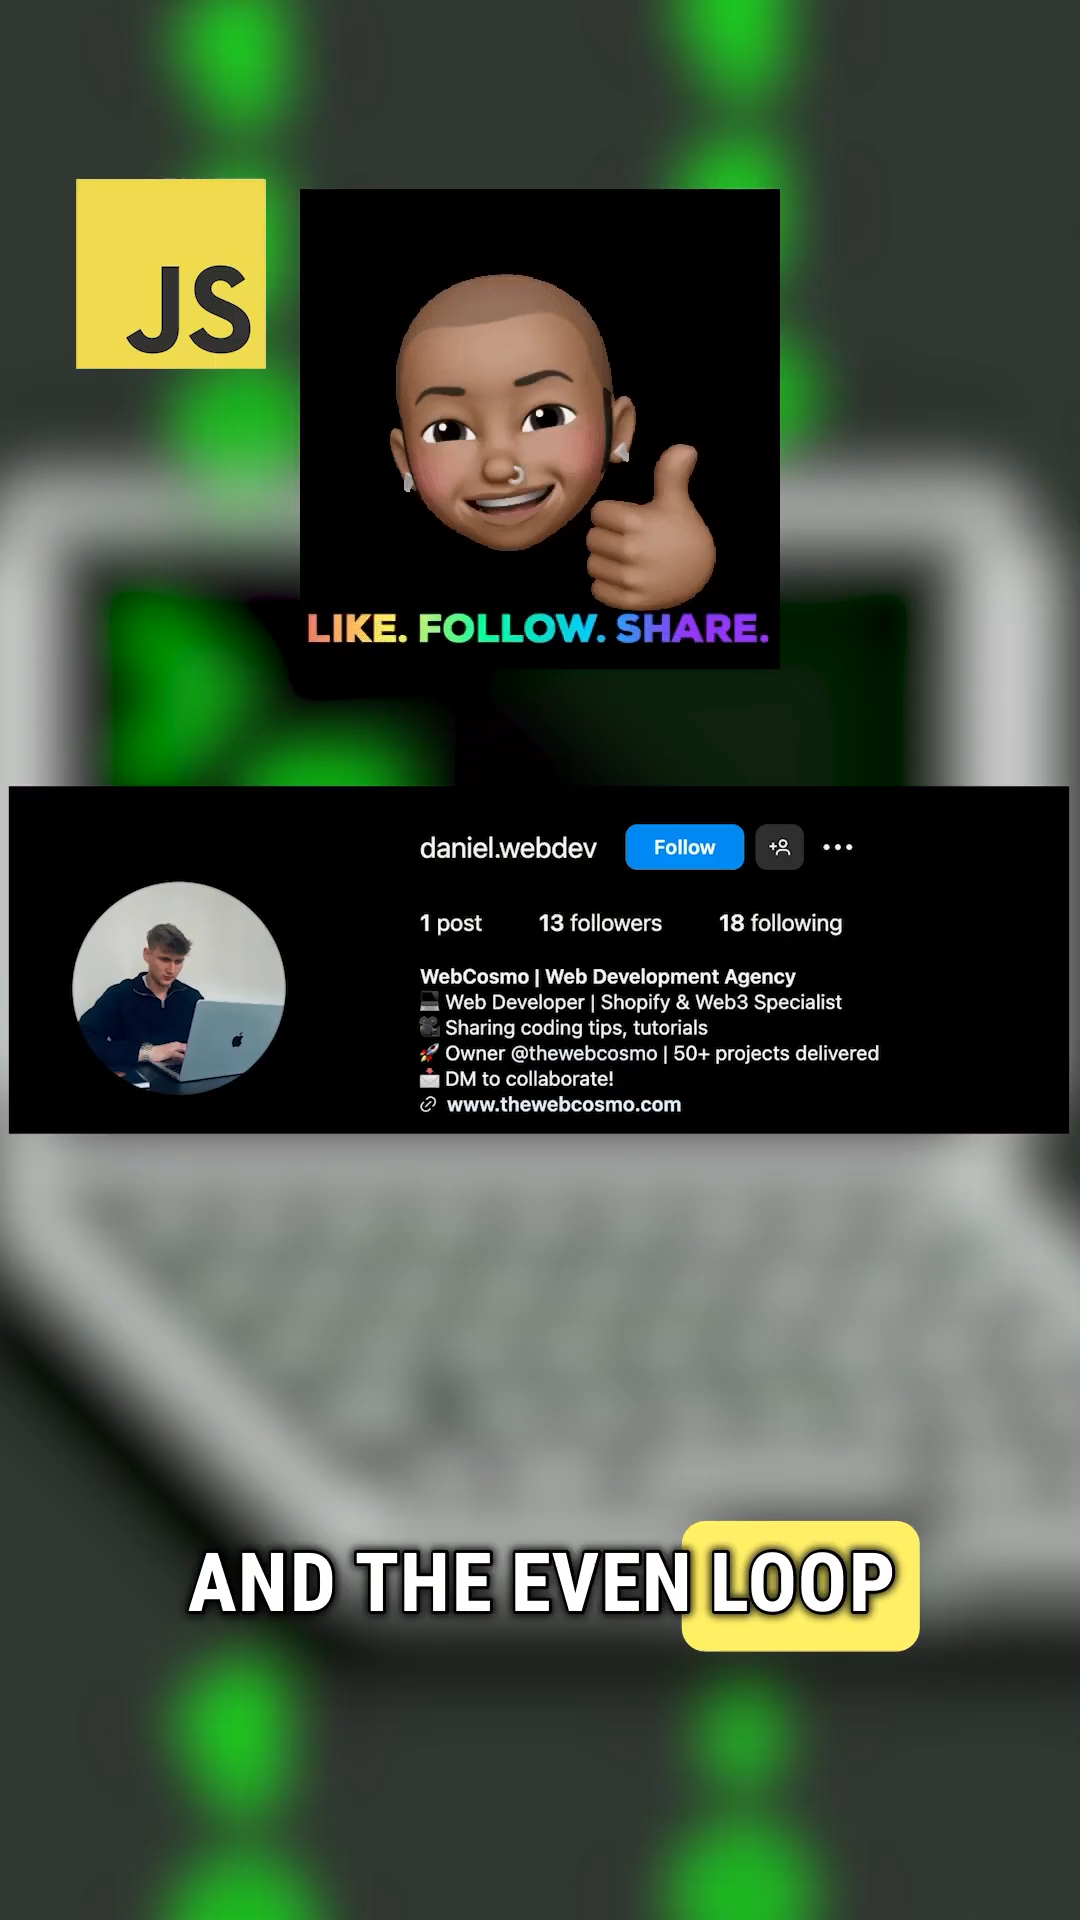 JS
LIKE. FOLLOW. SHARE.
daniel.webdev Follow
1 post 13 followers 18 following
WebCosmo | Web Development Agency
💻 Web Developer | Shopify & Web3 Specialist
🎥 Sharing coding tips, tutorials
🚀 Owner @thewebcosmo | 50+ projects delivered
📩 DM to collaborate!
www.thewebcosmo.com
AND THE EVEN LOOP